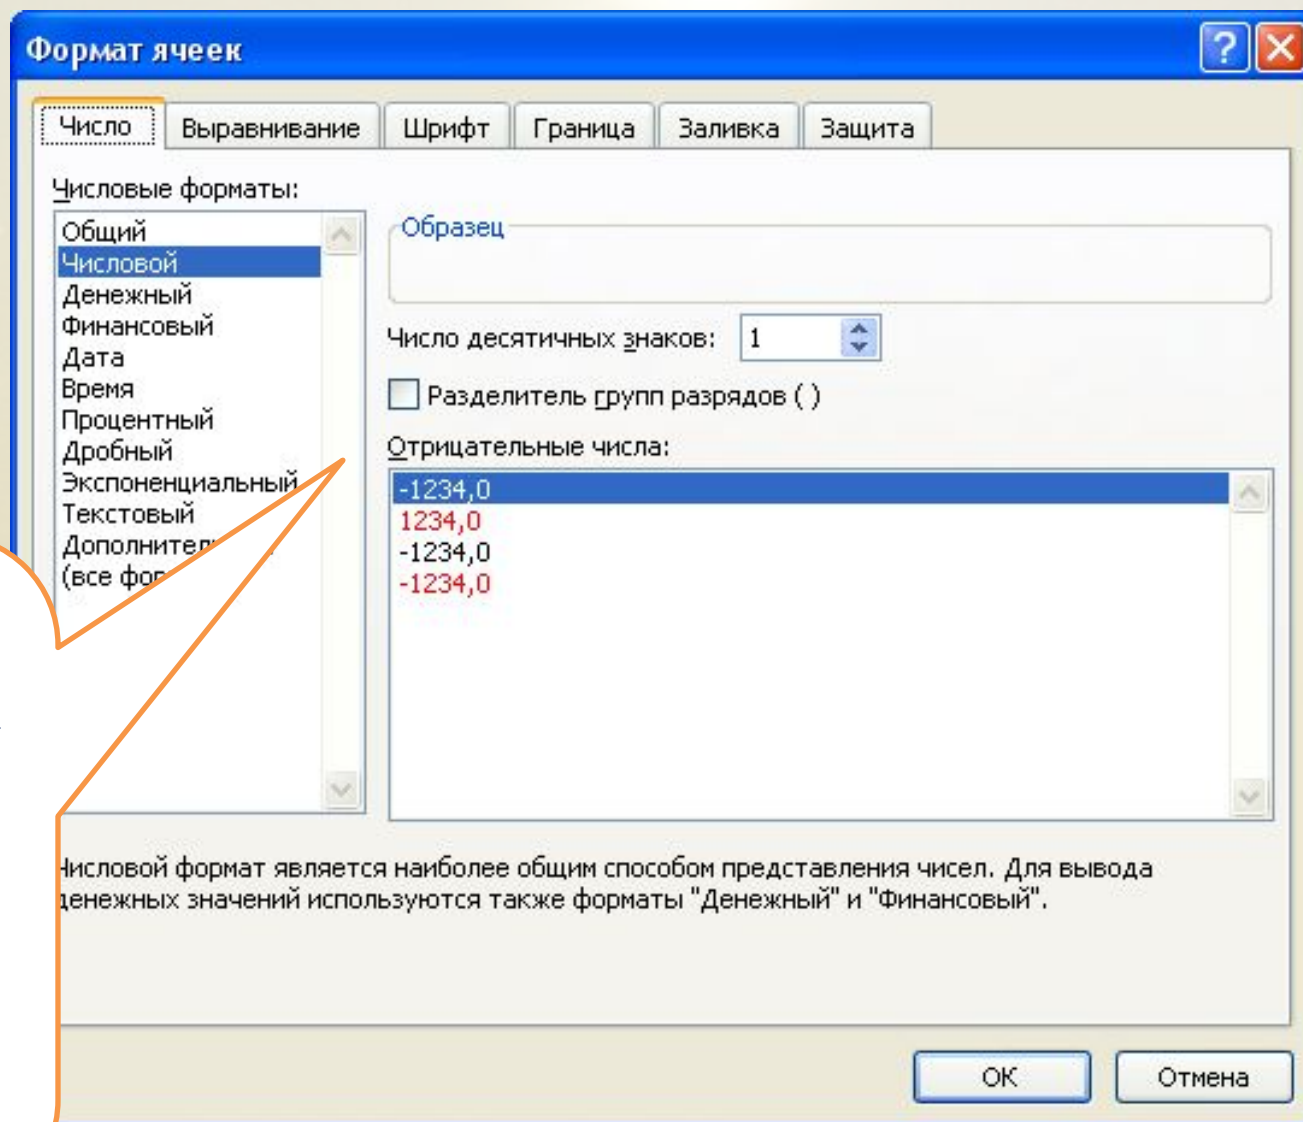 Формат ячеек
Число Выравнивание Шрифт Граница Заливка Защита
Числовые форматы:
Общий
Числовой
Денежный
Финансовый
Дата
Время
Процентный
Дробный
Экспоненциальный
Текстовый
(все
Образец
Число десятичных знаков: 1
Разделитель групп разрядов ( )
Отрицательные числа:
-1234,0
1234,0
-1234,0
-1234,0
Числовой формат является наиболее общим способом представления чисел. Для вывода
денежных значений используются также форматы "Денежный" и "Финансовый".
ОК Отмена